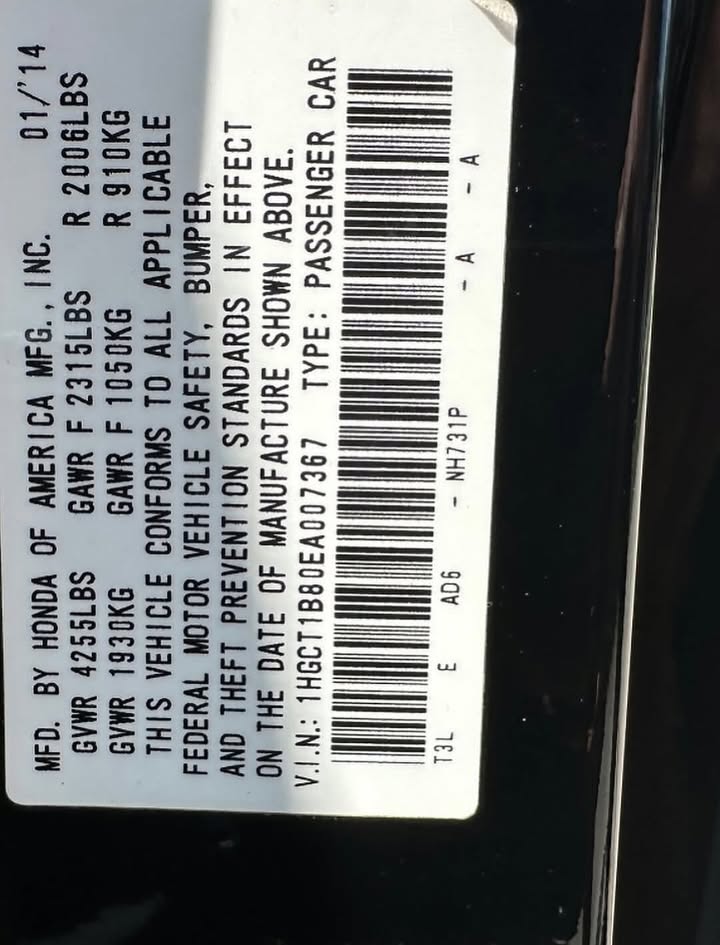 MFD. BY HONDA OF AMERICA MFG., INC. 01/'14
GVWR 4255LBS GAWR F 2315LBS R 2006LBS
GVWR 1930KG GAWR F 1050KG R 910KG
THIS VEHICLE CONFORMS TO ALL APPLICABLE
FEDERAL MOTOR VEHICLE SAFETY, BUMPER,
AND THEFT PREVENTION STANDARDS IN EFFECT
ON THE DATE OF MANUFACTURE SHOWN ABOVE.
V.I.N.: 1HGCT1B80EA007367 TYPE: PASSENGER CAR
T3L E AD6 - NH731P - A - A